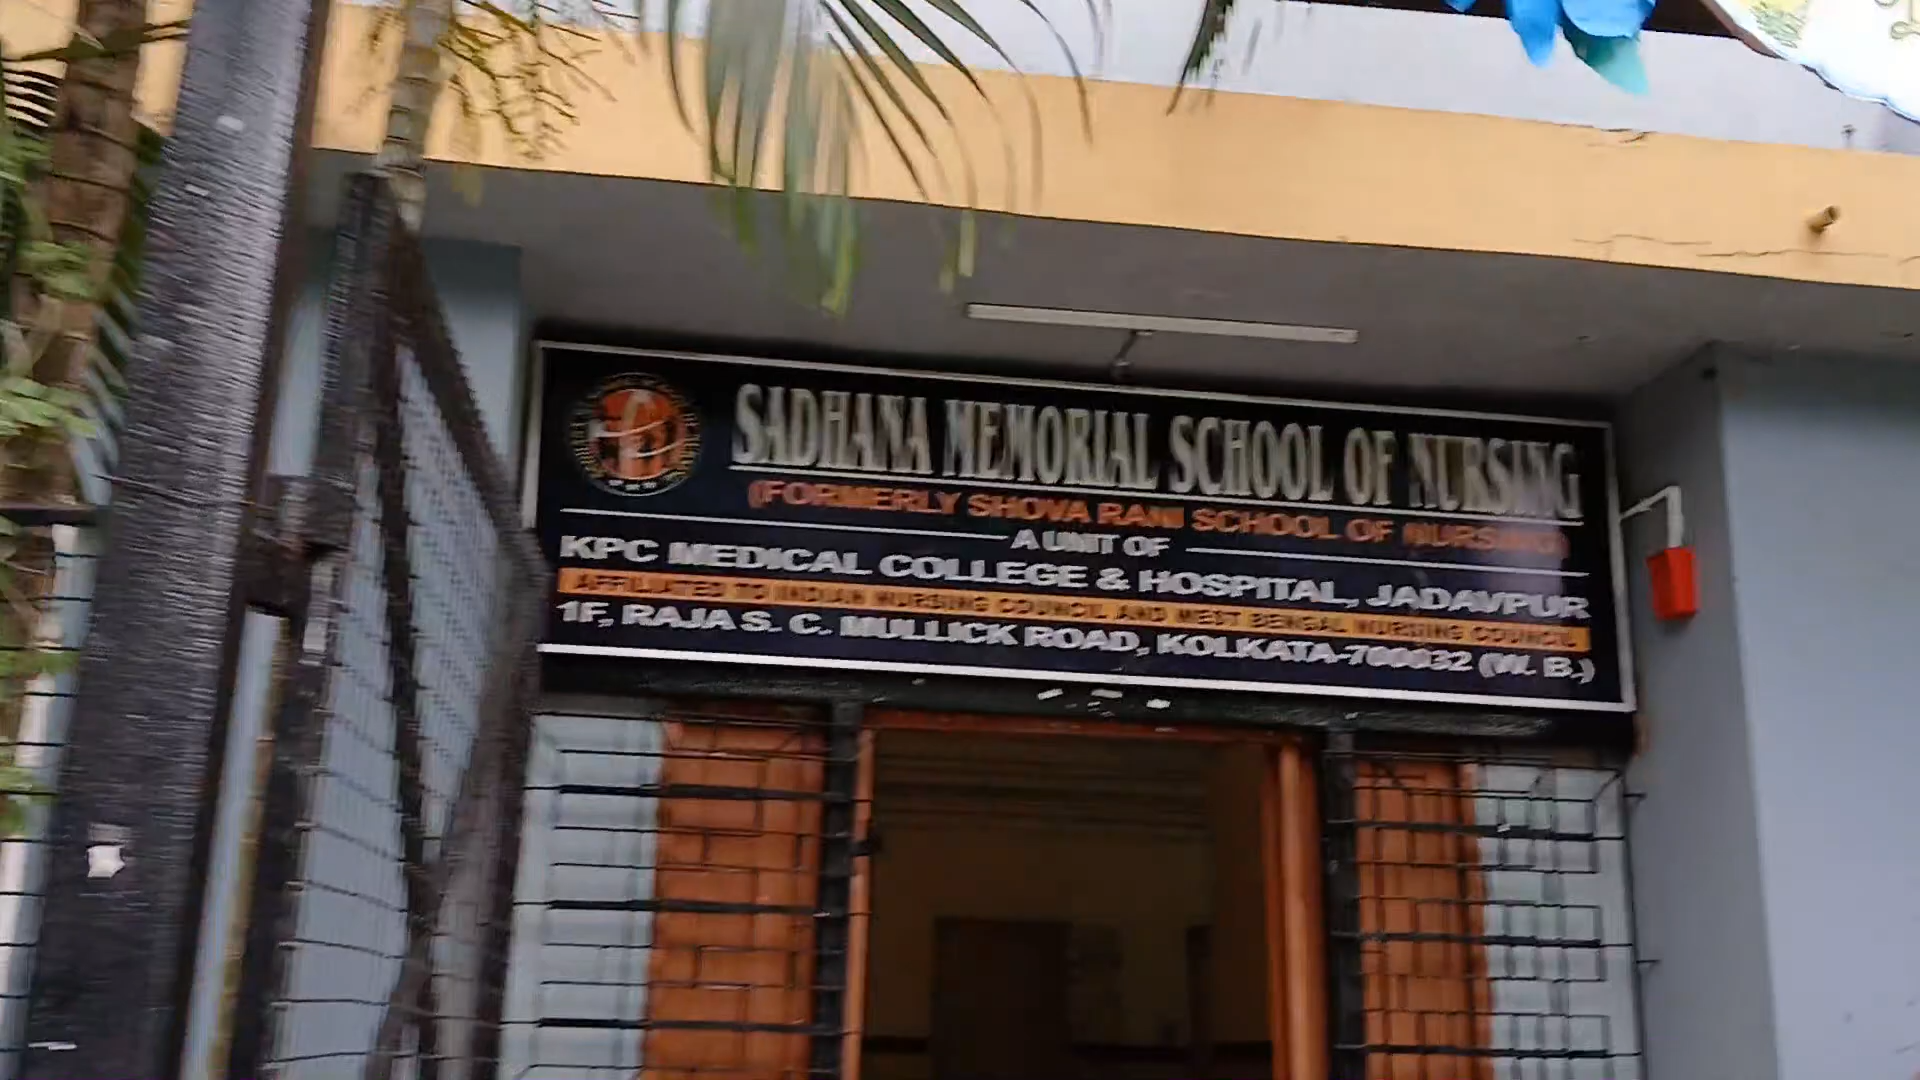 SADHANA MEMORIAL SCHOOL OF NURSING
(FORMERLY SHOVA RANI SCHOOL OF NURSING)
A UNIT OF
KPC MEDICAL COLLEGE & HOSPITAL, JADAVPUR
AFFILIATED TO INDIAN NURSING COUNCIL AND WEST BENGAL NURSING COUNCIL
1F, RAJA S. C. MULLICK ROAD, KOLKATA-700032 (W. B.)